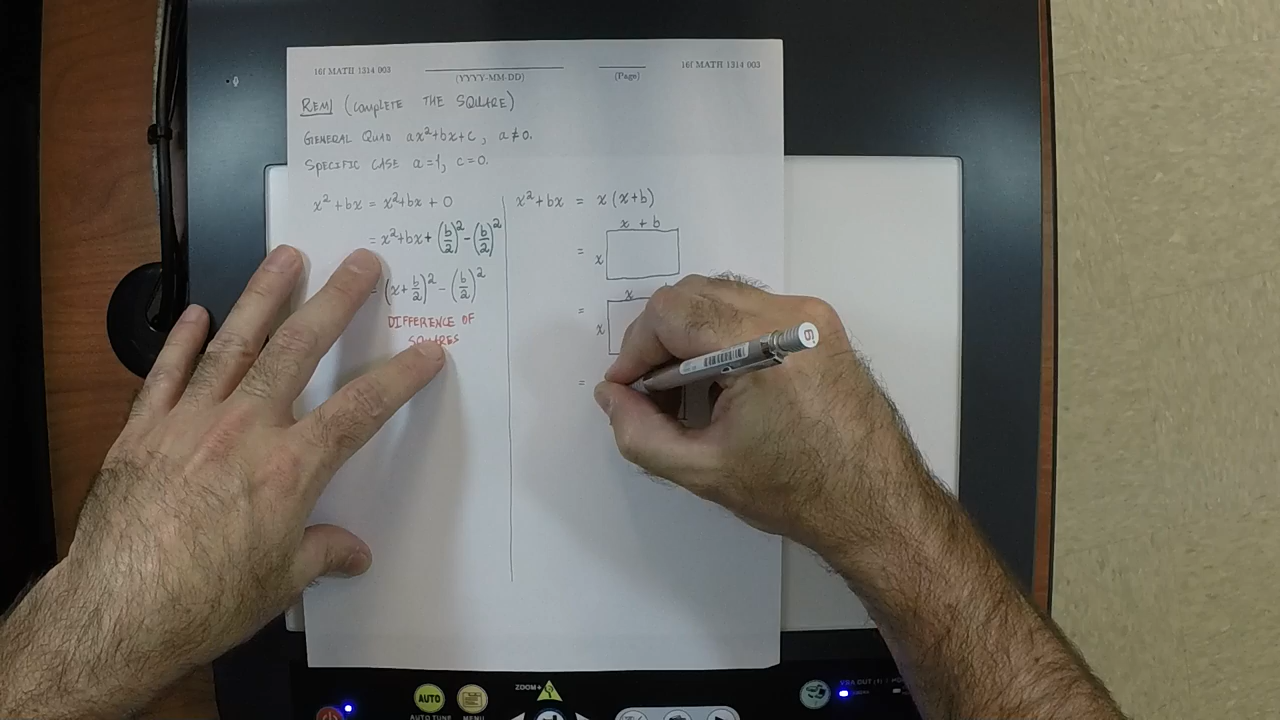 16f MATH 1314 003
(YYYY-MM-DD)
(Page)
16f MATH 1314 003
REM (COMPLETE THE SQUARE)
GENERAL QUAD ax²+bx+c, a≠0.
SPECIFIC CASE a=1, c=0.
x²+bx = x²+bx + 0
= x²+bx + (b/2)² - (b/2)²
= (x + b/2)² - (b/2)²
DIFFERENCE OF
SQUARES
x²+bx = x(x+b)
x + b
= x
x
= x
=
AUTO
AUTO TUNE
MENU
ZOOM+